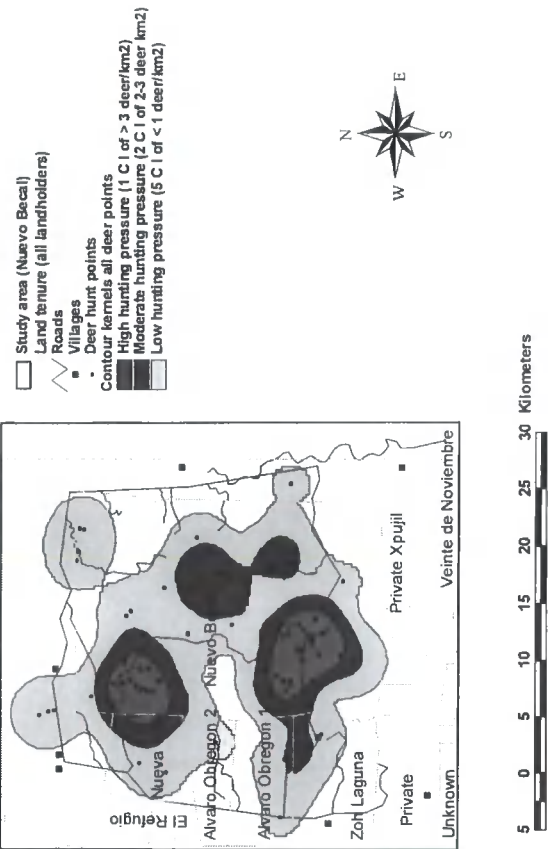 Study area (Nuevo Becal)
Land tenure (all landholders)
Roads
Villages
Deer hunt points
Contour kernels all deer points
High hunting pressure (1 C I of > 3 deer/km2)
Moderate hunting pressure (2 C I of 2-3 deer km2)
Low hunting pressure (5 C I of < 1 deer/km2)
N
W
E
S
El Refugio
Nueva
Alvaro Obregon 2
Nuevo B
Alvaro Obregon 1
Zoh Laguna
Private Xpujil
Private
Unknown
Veinte de Noviembre
5 0 5 10 15 20 25 30 Kilometers